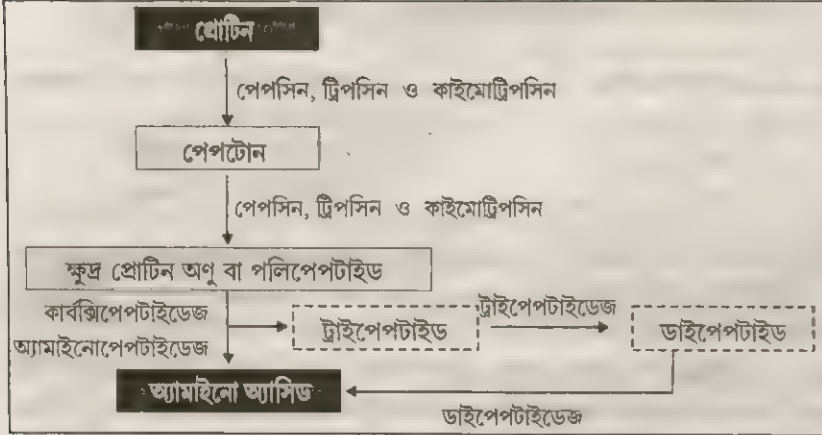 প্রোটিন
পেপসিন, ট্রিপসিন ও কাইমোট্রিপসিন
পেপটোন
পেপসিন, ট্রিপসিন ও কাইমোট্রিপসিন
ক্ষুদ্র প্রোটিন অণু বা পলিপেপটাইড
কার্বক্সিপেপটাইডেজ
অ্যামাইনোপেপটাইডেজ
ট্রাইপেপটাইড
ট্রাইপেপটাইডেজ
ডাইপেপটাইড
অ্যামাইনো অ্যাসিড
ডাইপেপটাইডেজ